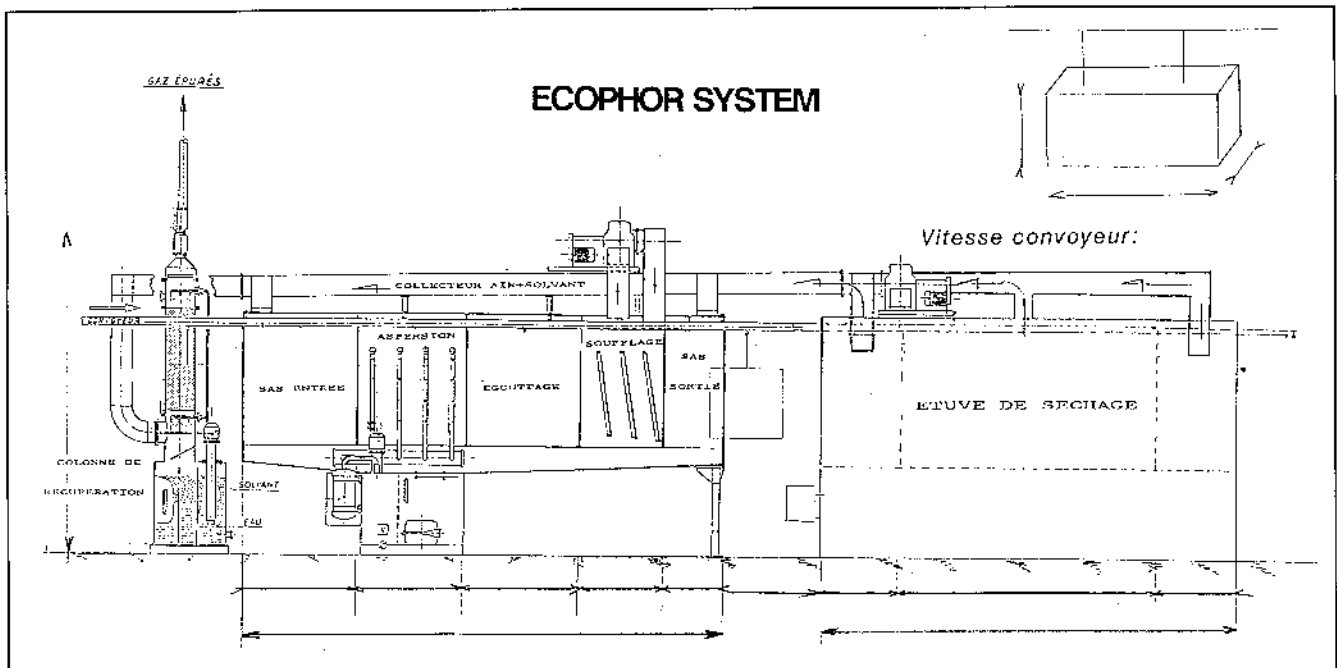 GAZ ÉPURÉS
ECOPHOR SYSTEM
Vitesse convoyeur:
COLLECTEUR AIR+SOLVANT
ASPERSION
SOUFFLAGE
SAS
SORTIE
SAS ENTREE
EGOUTTAGE
ETUVE DE SECHAGE
COLONNE DE
RECUPERATION
SOLVANT
EAU